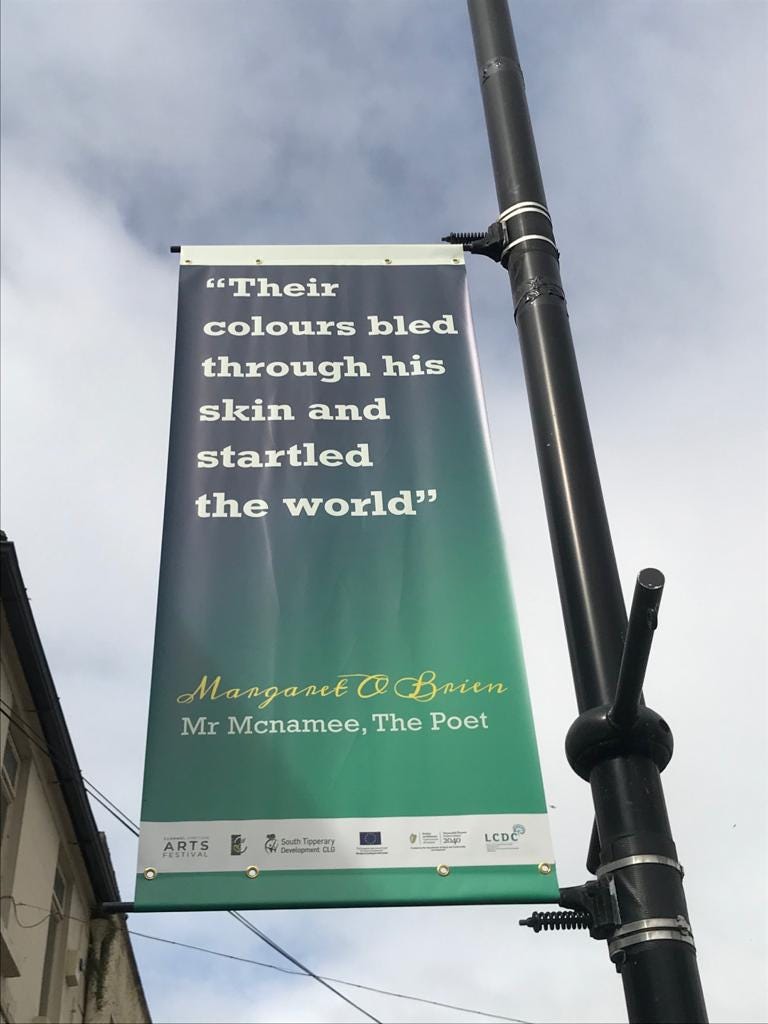 “Their
colours bled
through his
skin and
startled
the world”
Margaret O Brien
Mr Mcnamee, The Poet
ARTS
FESTIVAL
South Tipperary
Development CLG
2040
LCDC